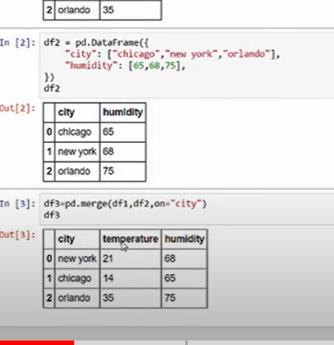 2 orlando 35
In [2]: df2 = pd.DataFrame({
"city": ["chicago","new york","orlando"],
"humidity": [65,68,75],
})
df2
Out[2]:
city humidity
0 chicago 65
1 new york 68
2 orlando 75
In [3]: df3=pd.merge(df1,df2,on="city")
df3
Out[3]:
city temperature humidity
0 new york 21 68
1 chicago 14 65
2 orlando 35 75